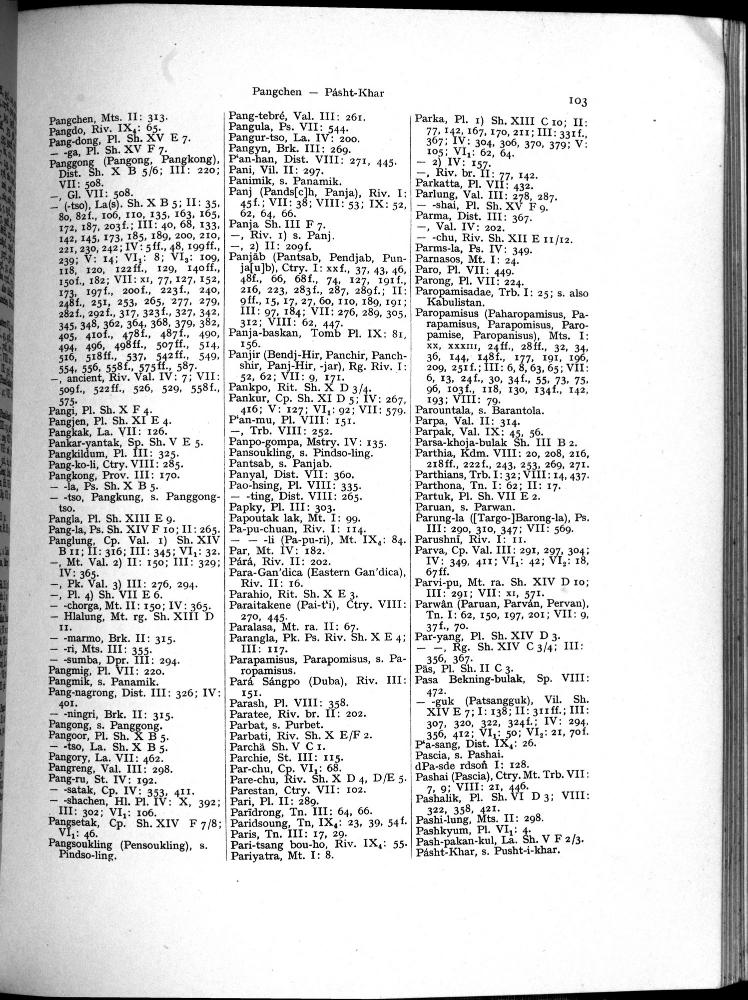 Pangchen — Pásht-Khar
103
Pangchen, Mts. II: 313.
Pangdo, Riv. IX₄: 65.
Pang-dong, Pl. Sh. XV E 7.
— -ga, Pl. Sh. XV F 7.
Panggong (Pangong, Pangkong),
Dist. Sh. X B 5/6; III: 220;
VII: 508.
—, Gl. VII: 508.
— (-tso), La(s). Sh. X B 5; II: 35,
80, 82f., 106, 110, 135, 163, 165,
172, 187, 203f.; III: 40, 68, 133,
142, 145, 173, 185, 189, 200, 210,
221, 230, 242; IV: 5ff., 48, 199ff.,
239; V: 14; VI₁: 8; VI₂: 109,
118, 120, 122ff., 129, 140ff.,
150f., 182; VII: XI, 77, 127, 152,
173, 197f., 200f., 223f., 240,
248f., 251, 253, 265, 277, 279,
282f., 292f., 317, 323f., 327, 342,
345, 348, 362, 364, 368, 379, 382,
405, 410f., 478f., 487f., 490,
494, 496, 498ff., 507ff., 514,
516, 518ff., 537, 542ff., 549,
554, 556, 558f., 575ff., 587.
—, ancient, Riv. Val. IV: 7; VII:
509f., 522ff., 526, 529, 558f.,
575.
Pangi, Pl. Sh. X F 4.
Pangjen, Pl. Sh. XI E 4.
Pangkak, La. VII: 126.
Pankar-yantak, Sp. Sh. V E 5.
Pangkildum, Pl. III: 325.
Pang-ko-li, Ctry. VIII: 285.
Pangkong, Prov. III: 170.
— -la, Ps. Sh. X B 5.
— -tso, Pangkung, s. Panggong-
tso.
Pangla, Pl. Sh. XIII E 9.
Pang-la, Ps. Sh. XIV F 10; II: 265.
Panglung, Cp. Val. 1) Sh. XIV
B 11; II: 316; III: 345; VI₁: 32.
—, Mt. Val. 2) II: 150; III: 329;
IV: 365.
—, Pk. Val. 3) III: 276, 294.
—, Pl. 4) Sh. VII E 6.
— -chorga, Mt. II: 150; IV: 365.
— Hlalung, Mt. rg. Sh. XIII D
11.
— -marmo, Brk. II: 315.
— -ri, Mts. III: 355.
— -sumba, Dpr. III: 294.
Pangmig, Pl. VII: 220.
Pangmik, s. Panamik.
Pang-nagrong, Dist. III: 326; IV:
401.
— -ningri, Brk. II: 315.
Pangong, s. Panggong.
Pangoor, Pl. Sh. X B 5.
— -tso, La. Sh. X B 5.
Pangory, La. VII: 462.
Pangreng, Val. III: 298.
Pang-ru, St. IV: 192.
— -satak, Cp. IV: 353, 411.
— -shachen, Hl. Pl. IV: X, 392;
III: 302; VI₁: 106.
Pangsetak, Cp. Sh. XIV F 7/8;
VI₁: 46.
Pangsoukling (Pensoukling), s.
Pindso-ling.
Pang-tebré, Val. III: 261.
Pangula, Ps. VII: 544.
Pangur-tso, La. IV: 200.
Pangyn, Brk. III: 269.
P'an-han, Dist. VIII: 271, 445.
Pani, Vil. II: 297.
Panimik, s. Panamik.
Panj (Pands[c]h, Panja), Riv. I:
45f.; VII: 38; VIII: 53; IX: 52,
62, 64, 66.
Panja Sh. III F 7.
—, Riv. 1) s. Panj.
—, 2) II: 209f.
Panjāb (Pantsab, Pendjab, Pun-
ja[u]b), Ctry. I: XXf., 37, 43, 46,
48f., 66, 68f., 74, 127, 191f.,
216, 223, 283f., 287, 289f.; II:
9ff., 15, 17, 27, 60, 110, 189, 191;
III: 97, 184; VII: 276, 289, 305,
312; VIII: 62, 447.
Panja-baskan, Tomb Pl. IX: 81,
156.
Panjir (Bendj-Hir, Panchir, Panch-
shir, Panj-Hir, -jar), Rg. Riv. I:
52, 62; VII: 9, 171.
Pankpo, Rit. Sh. X D 3/4.
Pankur, Cp. Sh. XI D 5; IV: 267,
416; V: 127; VI₁: 92; VII: 579.
P'an-mu, Pl. VIII: 151.
—, Trb. VIII: 252.
Panpo-gompa, Mstry. IV: 135.
Pansoukling, s. Pindso-ling.
Pantsab, s. Panjab.
Panyal, Dist. VII: 360.
Pao-hsing, Pl. VIII: 335.
— -ting, Dist. VIII: 265.
Papky, Pl. III: 303.
Papoutak lak, Mt. I: 99.
Pa-pu-chuan, Riv. I: 114.
— — -li (Pa-pu-ri), Mt. IX₄: 84.
Par, Mt. IV: 182.
Párá, Riv. II: 202.
Para-Gan'dica (Eastern Gan'dica),
Riv. II: 16.
Parahio, Rit. Sh. X E 3.
Paraitakene (Pai-t'i), Ctry. VIII:
270, 445.
Paralasa, Mt. ra. II: 67.
Parangla, Pk. Ps. Riv. Sh. X E 4;
III: 117.
Parapamisus, Parapomisus, s. Pa-
ropamisus.
Pará Sángpo (Duba), Riv. III:
151.
Parash, Pl. VIII: 358.
Paratee, Riv. br. II: 202.
Parbat, s. Purbet.
Parbati, Riv. Sh. X E/F 2.
Parchā Sh. V C 1.
Parchie, St. III: 115.
Par-chu, Cp. VI₁: 68.
Pare-chu, Riv. Sh. X D 4, D/E 5.
Parestan, Ctry. VII: 102.
Pari, Pl. II: 289.
Parīdrong, Tn. III: 64, 66.
Paridsoung, Tn, IX₄: 23, 39, 54f.
Paris, Tn. III: 17, 29.
Pari-tsang bou-ho, Riv. IX₄: 55.
Pariyatra, Mt. I: 8.
Parka, Pl. 1) Sh. XIII C 10; II:
77, 142, 167, 170, 211; III: 331f.,
367; IV: 304, 306, 370, 379; V:
105; VI₁: 62, 64.
— 2) IV: 157.
—, Riv. br. II: 77, 142.
Parkatta, Pl. VII: 432.
Parlung, Val. III: 278, 287.
— -shai, Pl. Sh. XV F 9.
Parma, Dist. III: 367.
—, Val. IV: 202.
— -chu, Riv. Sh. XII E 11/12.
Parms-la, Ps. IV: 349.
Parnasos, Mt. I: 24.
Paro, Pl. VII: 449.
Parong, Pl. VII: 224.
Paropamisadae, Trb. I: 25; s. also
Kabulistan.
Paropamisus (Paharopamisus, Pa-
rapamisus, Parapomisus, Paro-
pamise, Paropanisus), Mts. I:
XX, XXXIII, 24ff., 28ff., 32, 34,
36, 144, 148f., 177, 191, 196,
209, 251f.; III: 6, 8, 63, 65; VII:
6, 13, 24f., 30, 34f., 55, 73, 75,
96, 103f., 118, 130, 134f., 142,
193; VIII: 79.
Parountala, s. Barantola.
Parpa, Val. II: 314.
Parpak, Val. IX: 45, 56.
Parsa-khoja-bulak Sh. III B 2.
Parthia, Kdm. VIII: 20, 208, 216,
218ff., 222f., 243, 253, 269, 271.
Parthians, Trb. I: 32; VIII: 14, 437.
Parthona, Tn. I: 62; II: 17.
Partuk, Pl. Sh. VII E 2.
Paruan, s. Parwan.
Parung-la ([Targo-]Barong-la), Ps.
III: 290, 310, 347; VII: 569.
Parushnī, Riv. I: 11.
Parva, Cp. Val. III: 291, 297, 304;
IV: 349, 411; VI₁: 42; VI₂: 18,
67ff.
Parvi-pu, Mt. ra. Sh. XIV D 10;
III: 291; VII: XI, 571.
Parwān (Paruan, Parván, Pervan),
Tn. I: 62, 150, 197, 201; VII: 9,
37f., 70.
Par-yang, Pl. Sh. XIV D 3.
— —, Rg. Sh. XIV C 3/4; III:
356, 367.
Päs, Pl. Sh. II C 3.
Pasa Bekning-bulak, Sp. VIII:
472.
— -guk (Patsangguk), Vil. Sh.
XIV E 7; I: 138; II: 311ff.; III:
307, 320, 322, 324f.; IV: 294,
356, 412; VI₁: 50; VI₂: 21, 70f.
P'a-sang, Dist. IX₄: 26.
Pascia, s. Pashai.
dPa-sde rdsoṅ I: 128.
Pashai (Pascia), Ctry. Mt. Trb. VII:
7, 9; VIII: 21, 446.
Pashalik, Pl. Sh. VI D 3; VIII:
322, 358, 421.
Pashi-lung, Mts. II: 298.
Pashkyum, Pl. VI₁: 4.
Pash-pakan-kul, La. Sh. V F 2/3.
Pásht-Khar, s. Pusht-i-khar.